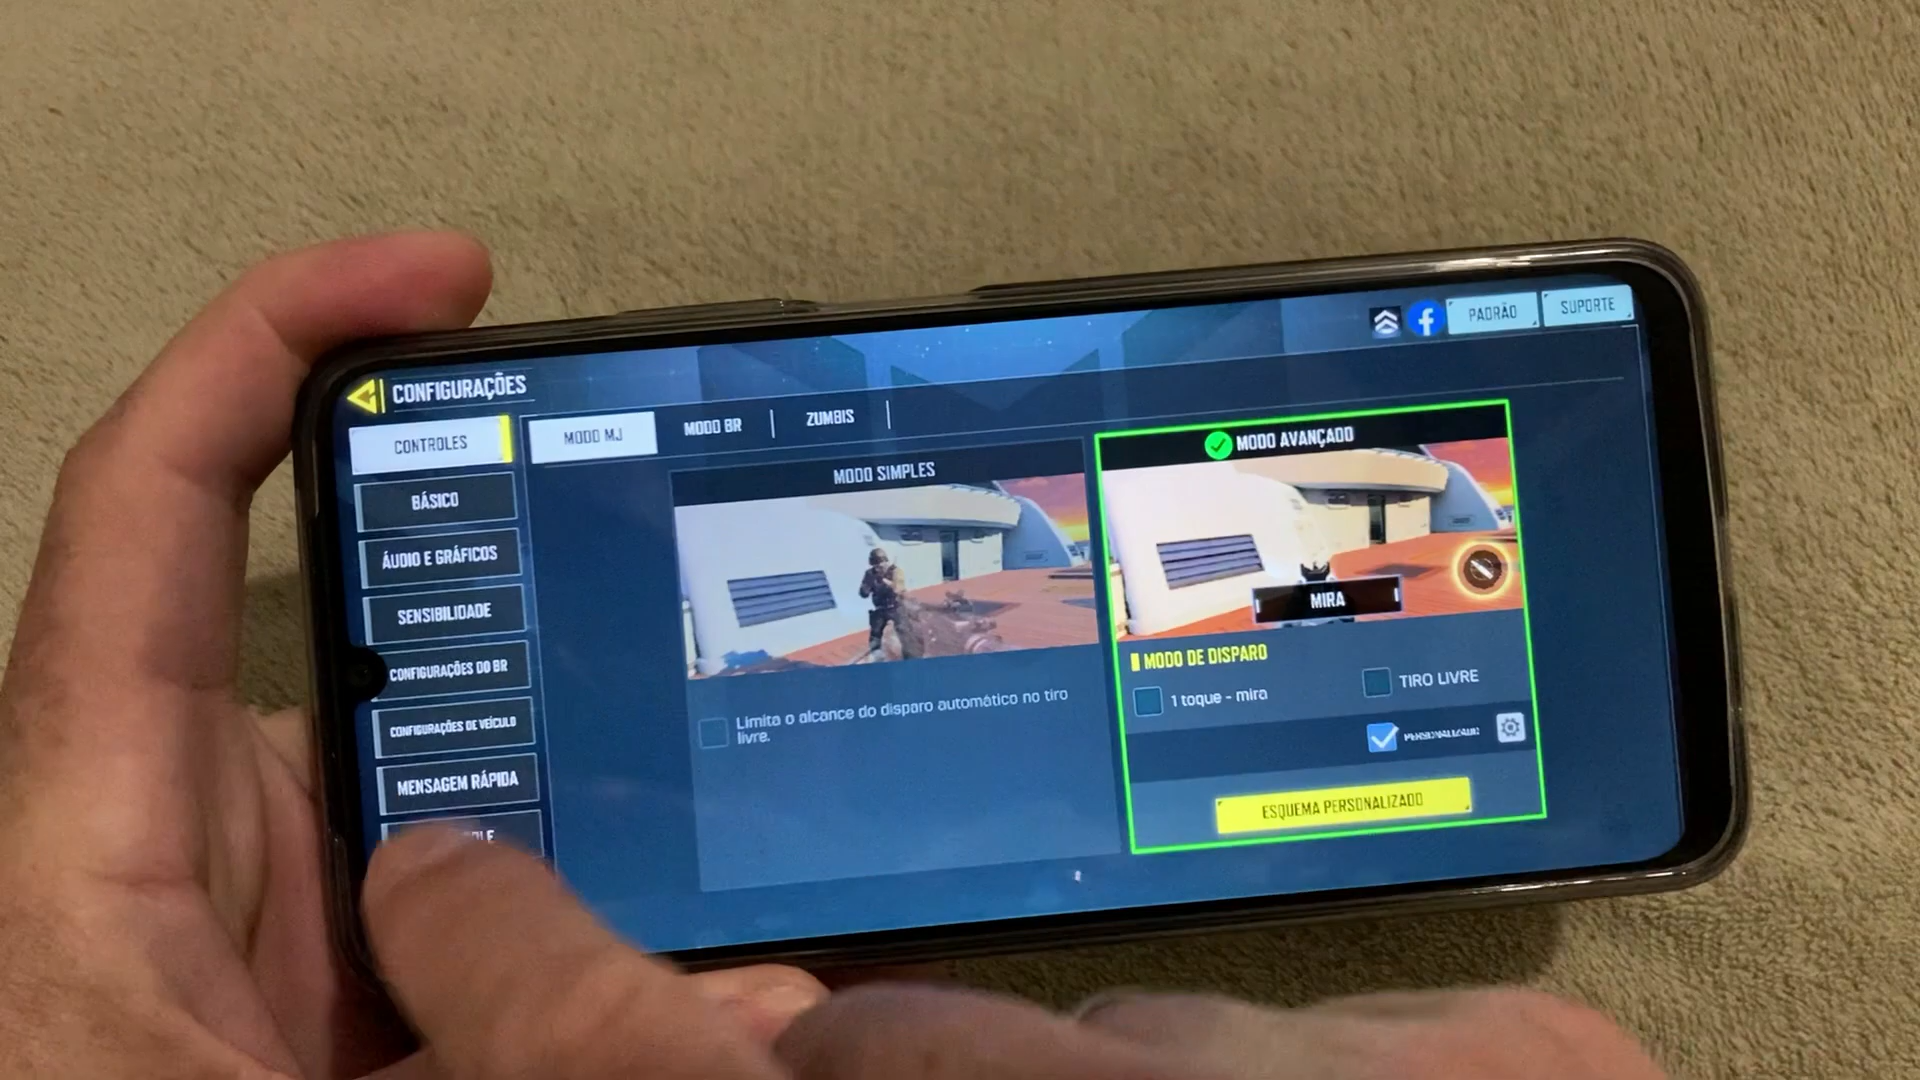 PADRÃO
SUPORTE
CONFIGURAÇÕES
CONTROLES
MODO MJ
MODO BR
ZUMBIS
BÁSICO
ÁUDIO E GRÁFICOS
SENSIBILIDADE
CONFIGURAÇÕES DO BR
CONFIGURAÇÕES DE VEÍCULO
MENSAGEM RÁPIDA
MODO SIMPLES
Limita o alcance do disparo automático no tiro
livre.
MODO AVANÇADO
MIRA
MODO DE DISPARO
1 toque - mira
TIRO LIVRE
PERSONALIZADO
ESQUEMA PERSONALIZADO